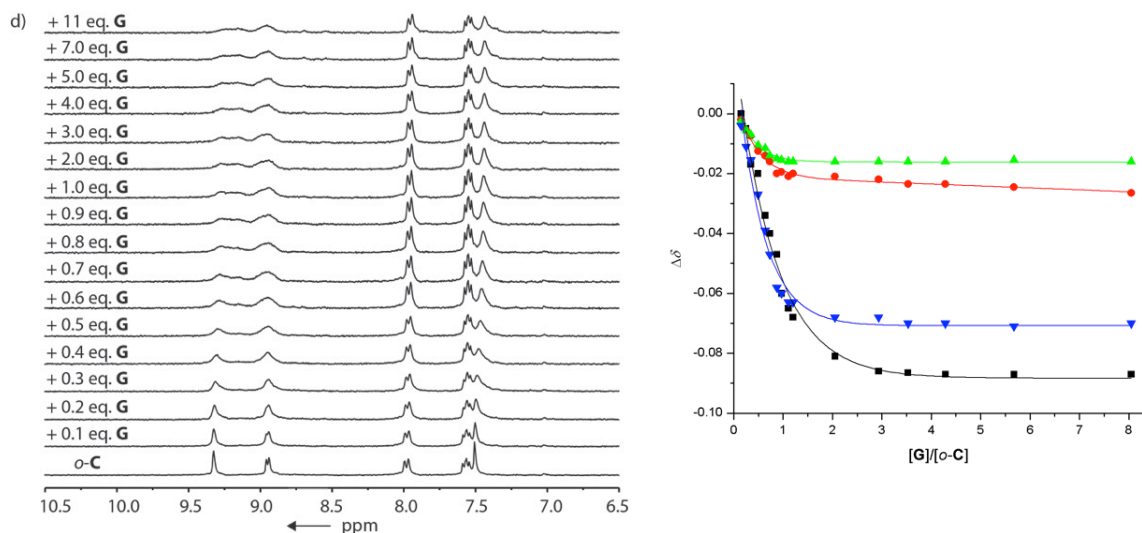 d)
+ 11 eq. G
+ 7.0 eq. G
+ 5.0 eq. G
+ 4.0 eq. G
+ 3.0 eq. G
+ 2.0 eq. G
+ 1.0 eq. G
+ 0.9 eq. G
+ 0.8 eq. G
+ 0.7 eq. G
+ 0.6 eq. G
+ 0.5 eq. G
+ 0.4 eq. G
+ 0.3 eq. G
+ 0.2 eq. G
+ 0.1 eq. G
o-C
10.5 10.0 9.5 9.0 8.5 8.0 7.5 7.0 6.5
← ppm
0.00
-0.02
-0.04
-0.06
-0.08
-0.10
Δδ
0 1 2 3 4 5 6 7 8
[G]/[o-C]